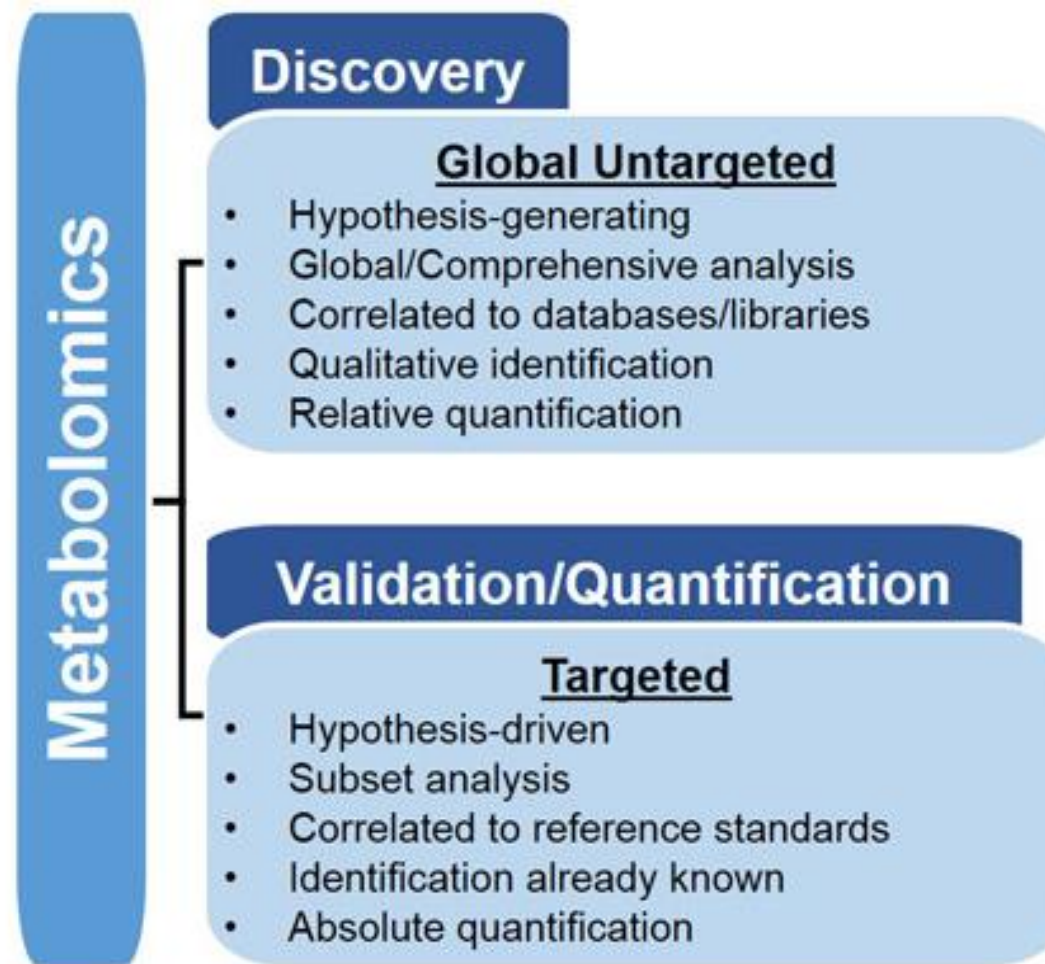 Metabolomics
Discovery
Global Untargeted
• Hypothesis-generating
• Global/Comprehensive analysis
• Correlated to databases/libraries
• Qualitative identification
• Relative quantification
Validation/Quantification
Targeted
• Hypothesis-driven
• Subset analysis
• Correlated to reference standards
• Identification already known
• Absolute quantification